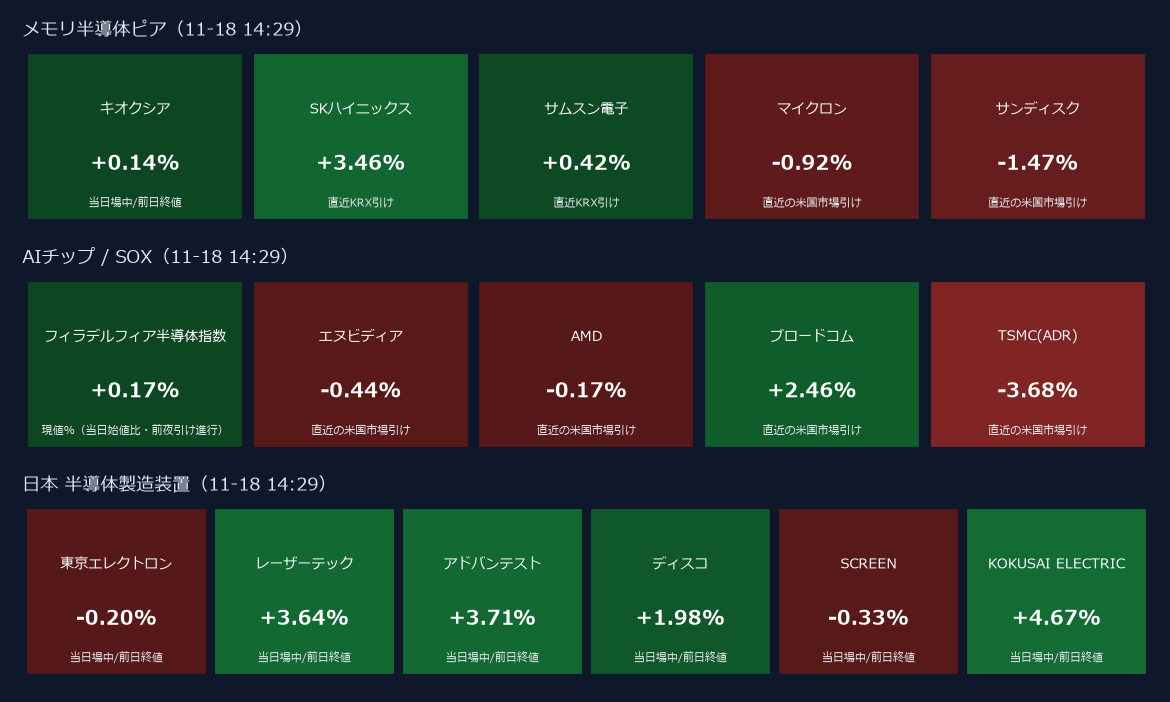 メモリ半導体ピア（11-18 14:29）
キオクシア
+0.14%
当日場中/前日終値
SKハイニックス
+3.46%
直近KRX引け
サムスン電子
+0.42%
直近KRX引け
マイクロン
-0.92%
直近の米国市場引け
サンディスク
-1.47%
直近の米国市場引け
AIチップ / SOX（11-18 14:29）
フィラデルフィア半導体指数
+0.17%
現値%（当日始値比・前夜引け進行）
エヌビディア
-0.44%
直近の米国市場引け
AMD
-0.17%
直近の米国市場引け
ブロードコム
+2.46%
直近の米国市場引け
TSMC(ADR)
-3.68%
直近の米国市場引け
日本 半導体製造装置（11-18 14:29）
東京エレクトロン
-0.20%
当日場中/前日終値
レーザーテック
+3.64%
当日場中/前日終値
アドバンテスト
+3.71%
当日場中/前日終値
ディスコ
+1.98%
当日場中/前日終値
SCREEN
-0.33%
当日場中/前日終値
KOKUSAI ELECTRIC
+4.67%
当日場中/前日終値